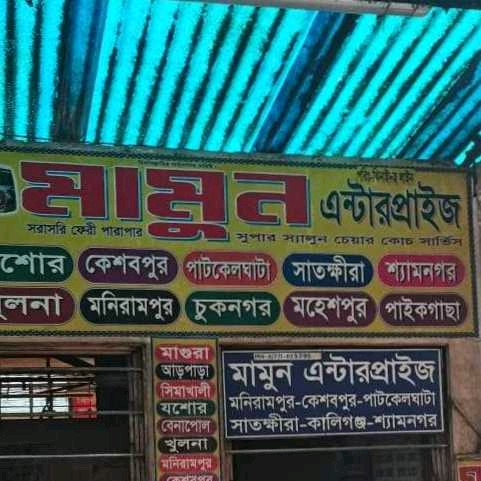 মামুন এন্টারপ্রাইজ
সরাসরি ফেরী পারাপার সুপার স্যালুন চেয়ার কোচ সার্ভিস
শোর কেশবপুর পাটকেলঘাটা সাতক্ষীরা শ্যামনগর
লনা মনিরামপুর চুকনগর মহেশপুর পাইকগাছা
মাগুরা
আড়পাড়া
সিমাখালী
যশোর
বেনাপোল
খুলনা
মনিরামপুর
কেশবপুর
মামুন এন্টারপ্রাইজ
মনিরামপুর-কেশবপুর-পাটকেলঘাটা
সাতক্ষীরা-কালিগঞ্জ-শ্যামনগর